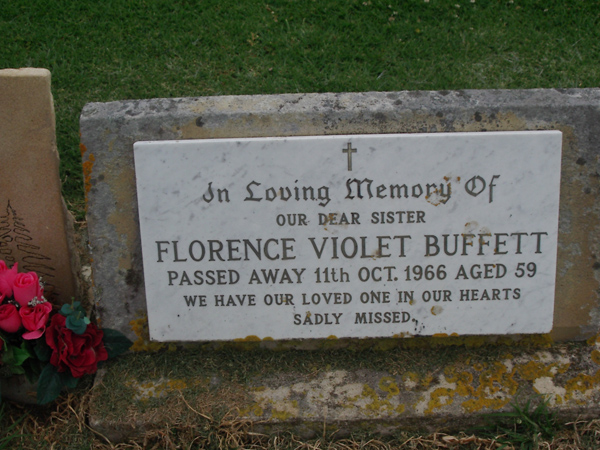 In Loving Memory Of
OUR DEAR SISTER
FLORENCE VIOLET BUFFETT
PASSED AWAY 11th OCT. 1966 AGED 59
WE HAVE OUR LOVED ONE IN OUR HEARTS
SADLY MISSED.